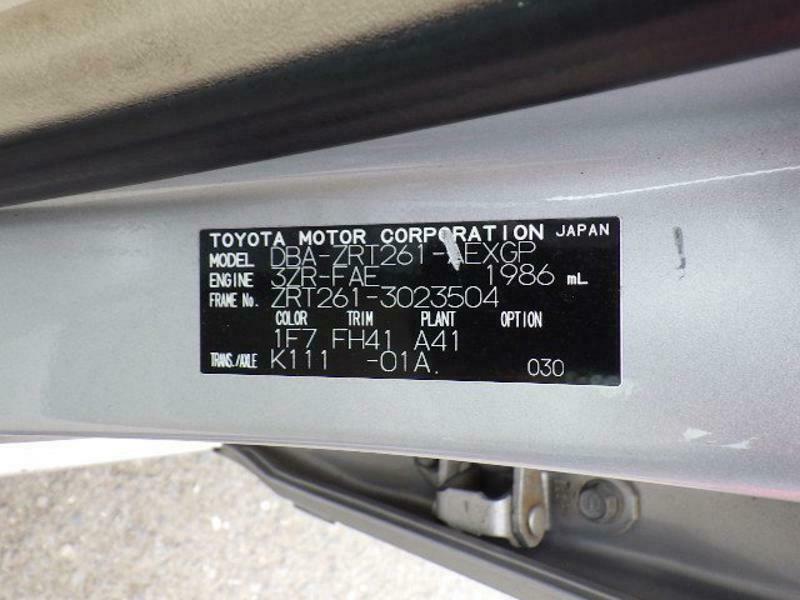 TOYOTA MOTOR CORPORATION JAPAN
MODEL DBA-ZRT261- EXGP
ENGINE 3ZR-FAE 1986 mL
FRAME No. ZRT261-3023504
COLOR TRIM PLANT OPTION
1F7 FH41 A41
TRANS./AXLE K111 -01A. 030